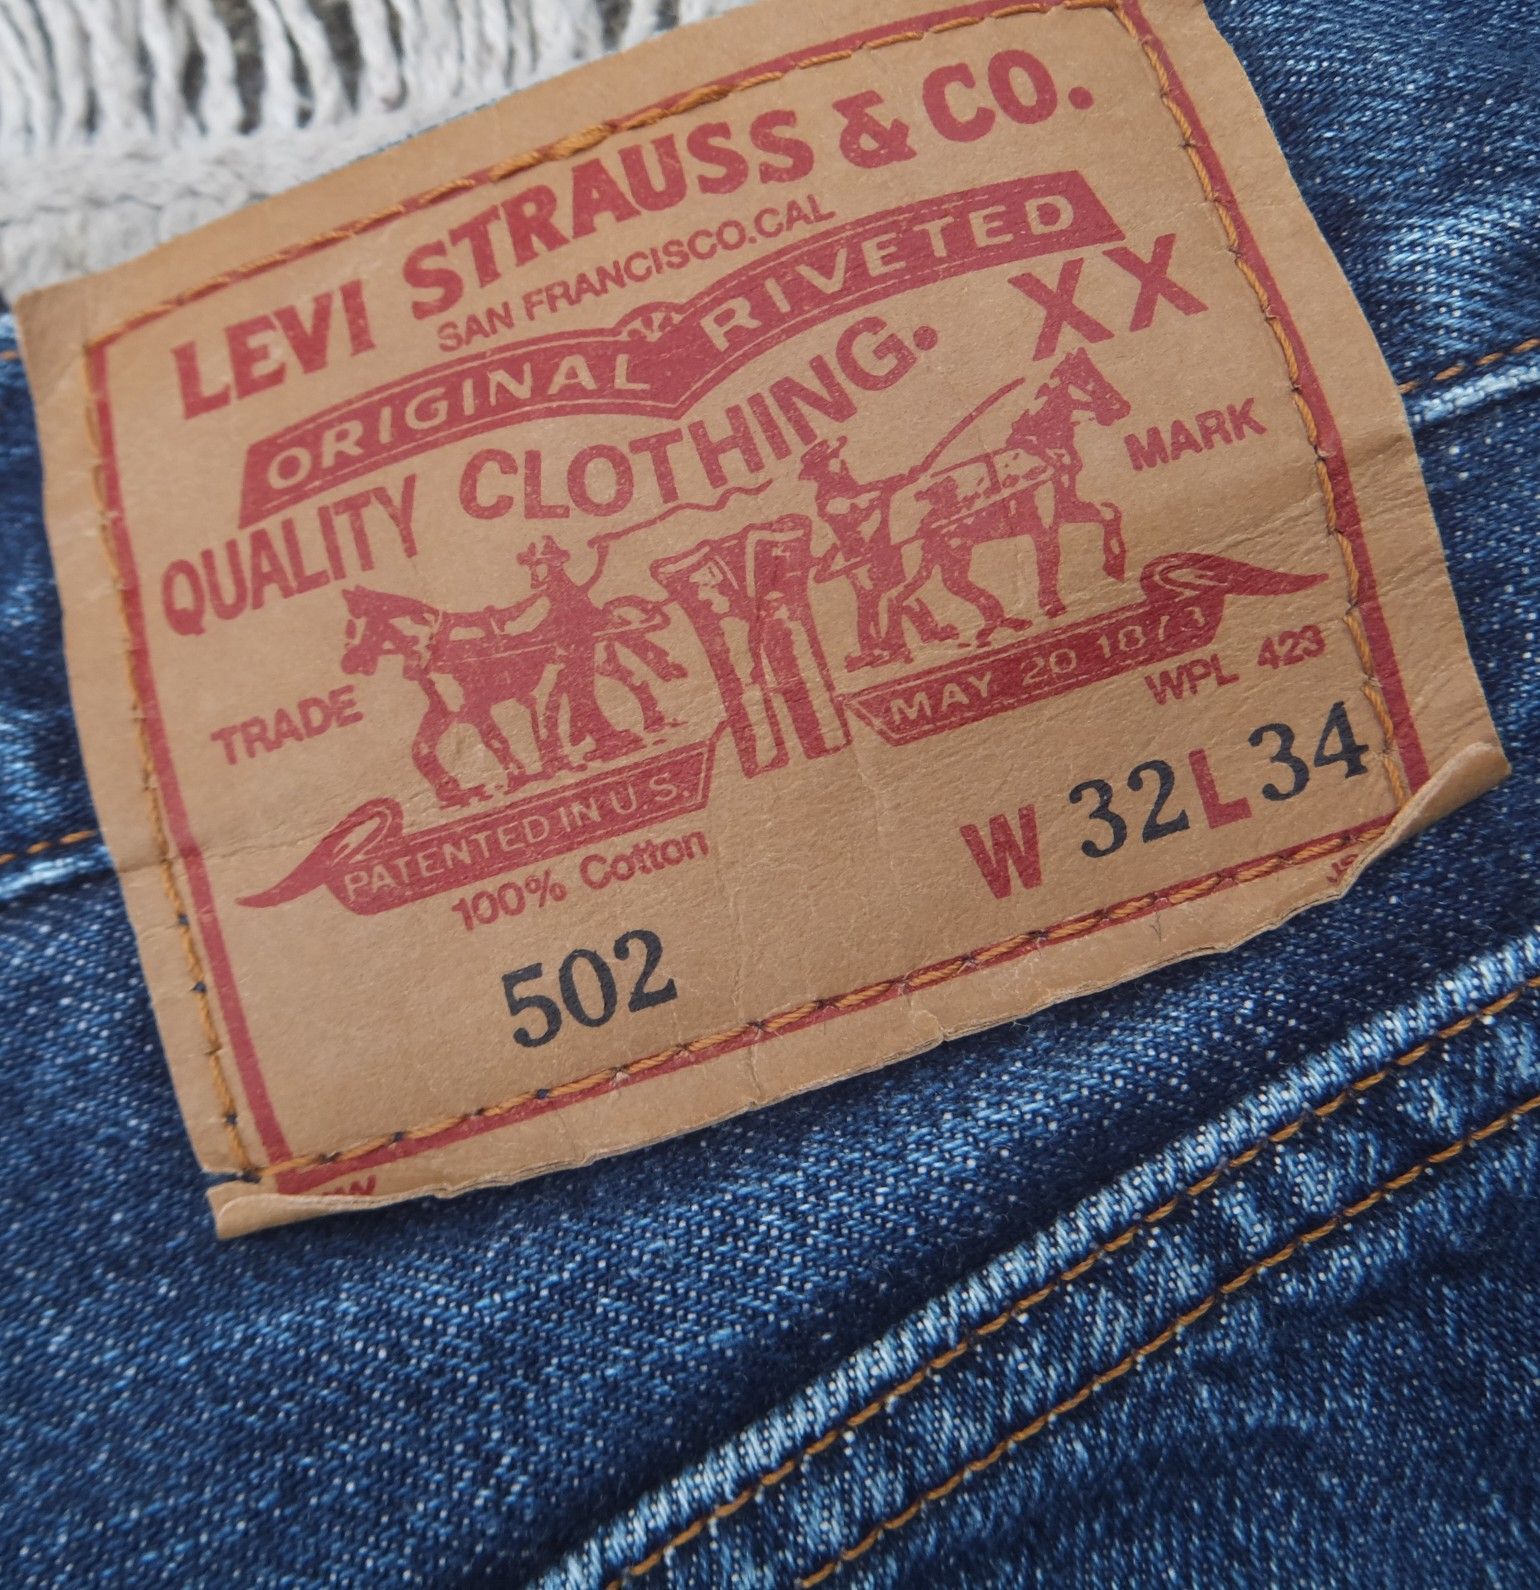 LEVI STRAUSS & CO.
SAN FRANCISCO.CAL
ORIGINAL RIVETED
QUALITY CLOTHING. XX
TRADE MARK
PATENTED IN U.S. MAY 20 1873
WPL 423
100% Cotton
W 32 L 34
502